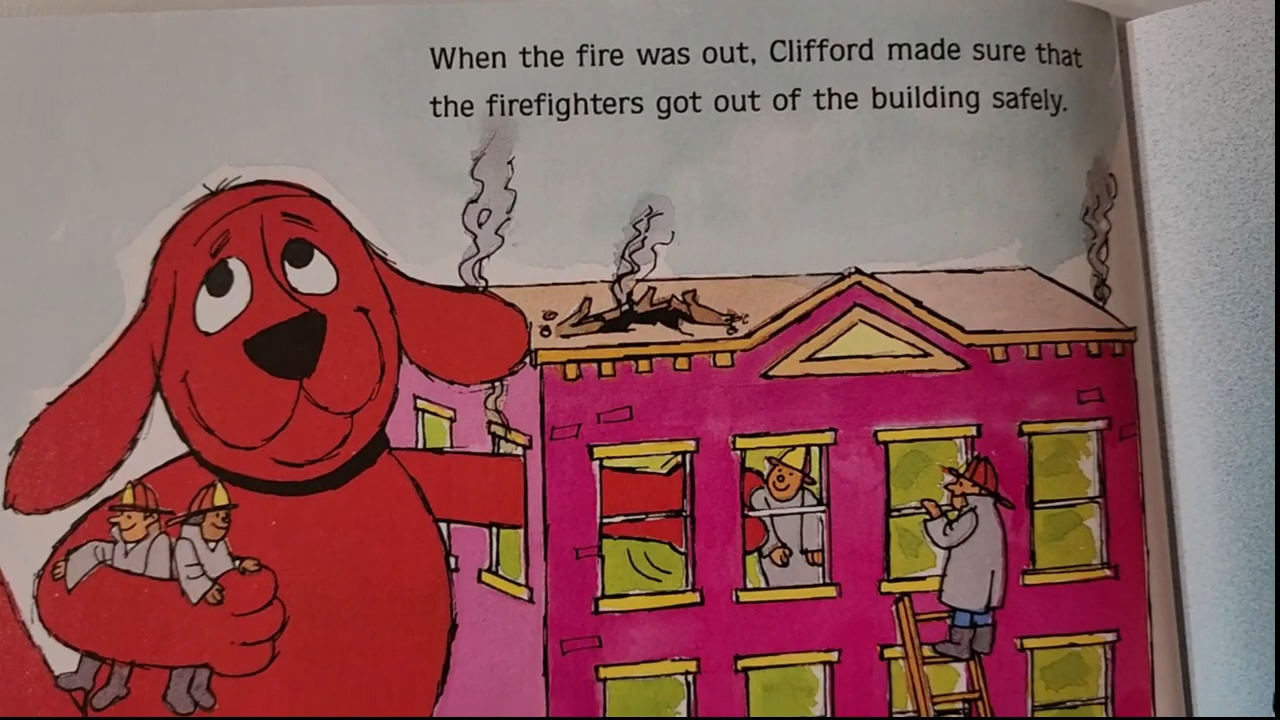 When the fire was out, Clifford made sure that
the firefighters got out of the building safely.